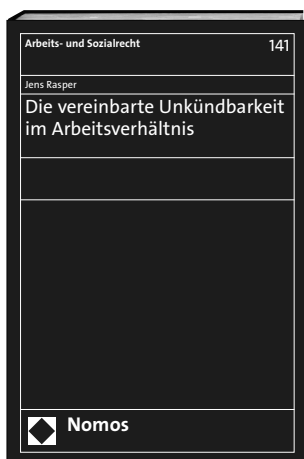 Arbeits- und Sozialrecht 141
Jens Rasper
Die vereinbarte Unkündbarkeit
im Arbeitsverhältnis
Nomos